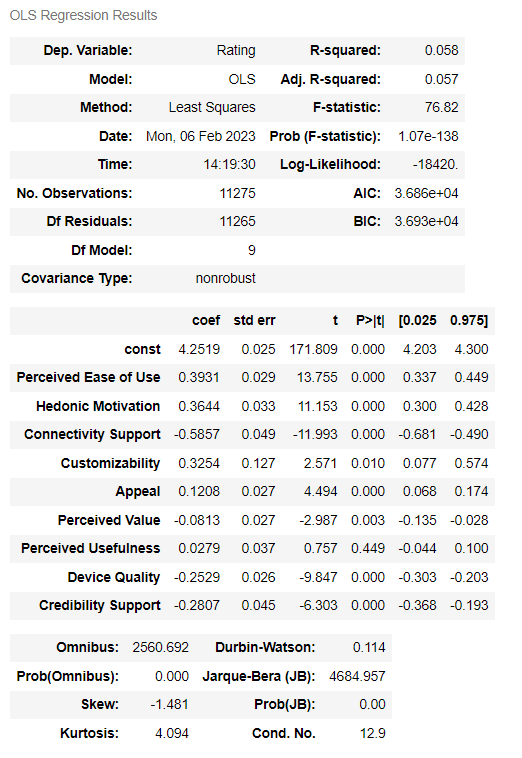 OLS Regression Results
Dep. Variable: Rating R-squared: 0.058
Model: OLS Adj. R-squared: 0.057
Method: Least Squares F-statistic: 76.82
Date: Mon, 06 Feb 2023 Prob (F-statistic): 1.07e-138
Time: 14:19:30 Log-Likelihood: -18420.
No. Observations: 11275 AIC: 3.686e+04
Df Residuals: 11265 BIC: 3.693e+04
Df Model: 9
Covariance Type: nonrobust
coef std err t P>|t| [0.025 0.975]
const 4.2519 0.025 171.809 0.000 4.203 4.300
Perceived Ease of Use 0.3931 0.029 13.755 0.000 0.337 0.449
Hedonic Motivation 0.3644 0.033 11.153 0.000 0.300 0.428
Connectivity Support -0.5857 0.049 -11.993 0.000 -0.681 -0.490
Customizability 0.3254 0.127 2.571 0.010 0.077 0.574
Appeal 0.1208 0.027 4.494 0.000 0.068 0.174
Perceived Value -0.0813 0.027 -2.987 0.003 -0.135 -0.028
Perceived Usefulness 0.0279 0.037 0.757 0.449 -0.044 0.100
Device Quality -0.2529 0.026 -9.847 0.000 -0.303 -0.203
Credibility Support -0.2807 0.045 -6.303 0.000 -0.368 -0.193
Omnibus: 2560.692 Durbin-Watson: 0.114
Prob(Omnibus): 0.000 Jarque-Bera (JB): 4684.957
Skew: -1.481 Prob(JB): 0.00
Kurtosis: 4.094 Cond. No. 12.9